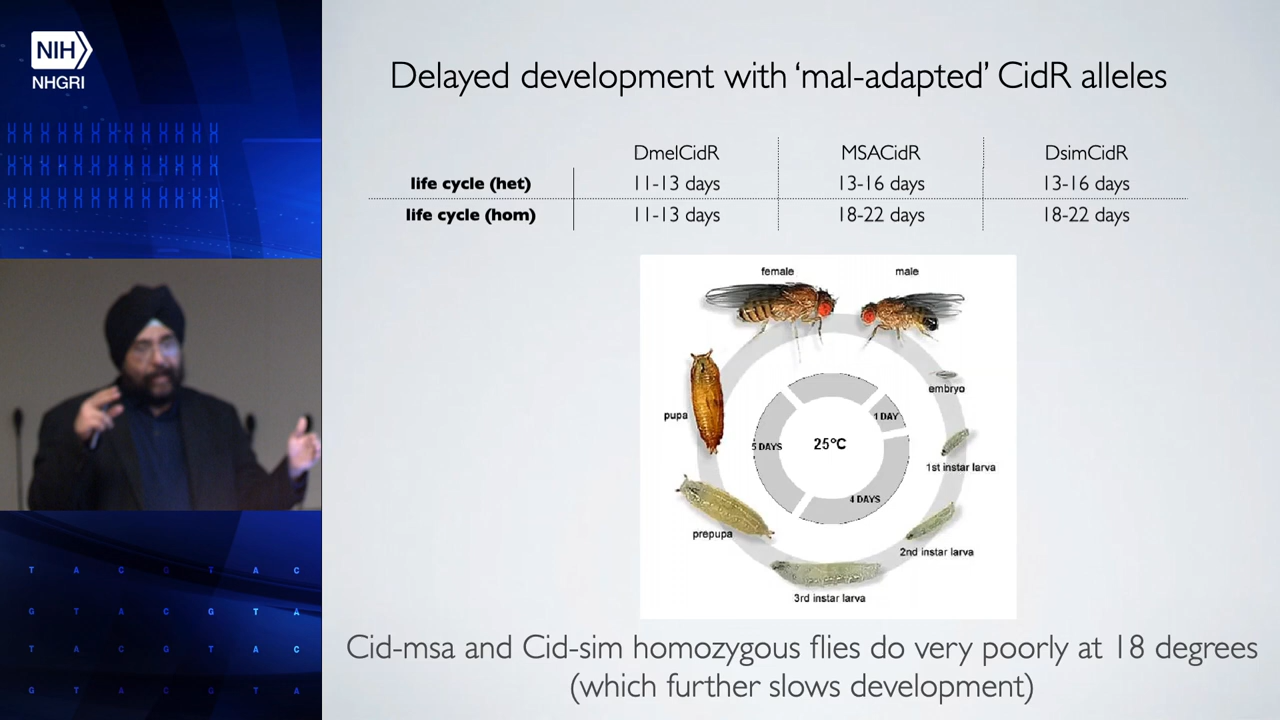 NIH
NHGRI
Delayed development with ‘mal-adapted’ CidR alleles
DmelCidR MSACidR DsimCidR
life cycle (het) 11-13 days 13-16 days 13-16 days
life cycle (hom) 11-13 days 18-22 days 18-22 days
female male
embryo
pupa
1 DAY
5 DAYS
25°C
1st instar larva
4 DAYS
prepupa
2nd instar larva
3rd instar larva
Cid-msa and Cid-sim homozygous flies do very poorly at 18 degrees
(which further slows development)
T A C G T A C
G T A C G T A
T A C G T A C
G T A C G T A